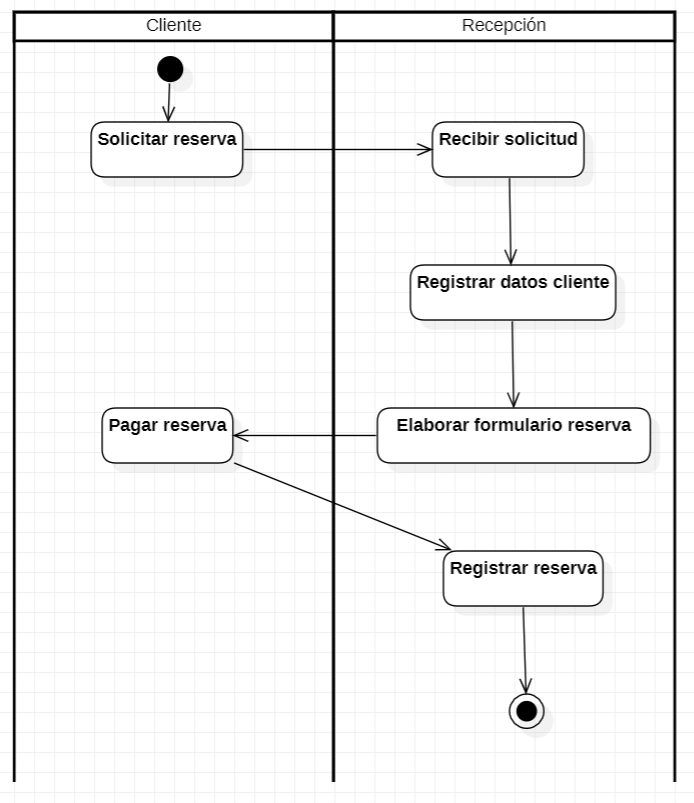 Cliente
Recepción
Solicitar reserva
Recibir solicitud
Registrar datos cliente
Pagar reserva
Elaborar formulario reserva
Registrar reserva